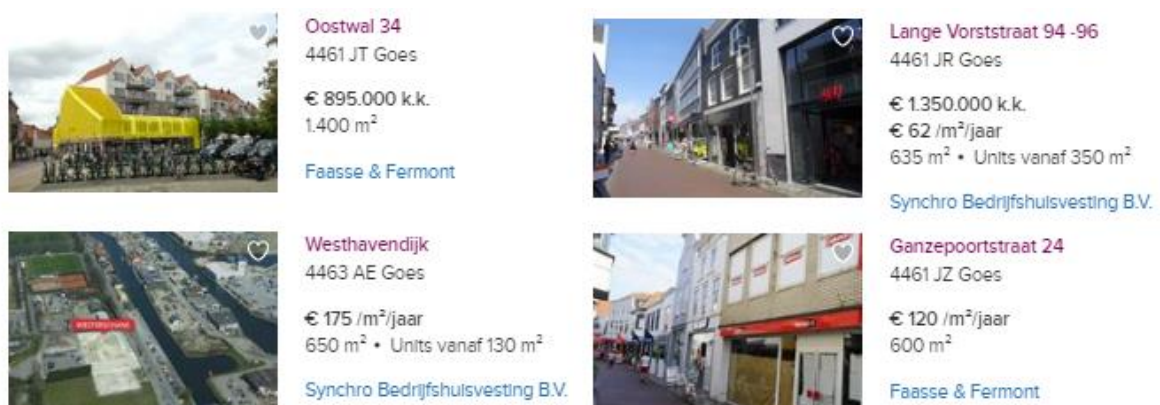 Oostwal 34
4461 JT Goes
€ 895.000 k.k.
1.400 m²
Faasse & Fermont
Lange Vorststraat 94 -96
4461 JR Goes
€ 1.350.000 k.k.
€ 62 /m²/jaar
635 m² • Units vanaf 350 m²
Synchro Bedrijfshuisvesting B.V.
Westhavendijk
4463 AE Goes
€ 175 /m²/jaar
650 m² • Units vanaf 130 m²
Synchro Bedrijfshuisvesting B.V.
Ganzepoortstraat 24
4461 JZ Goes
€ 120 /m²/jaar
600 m²
Faasse & Fermont